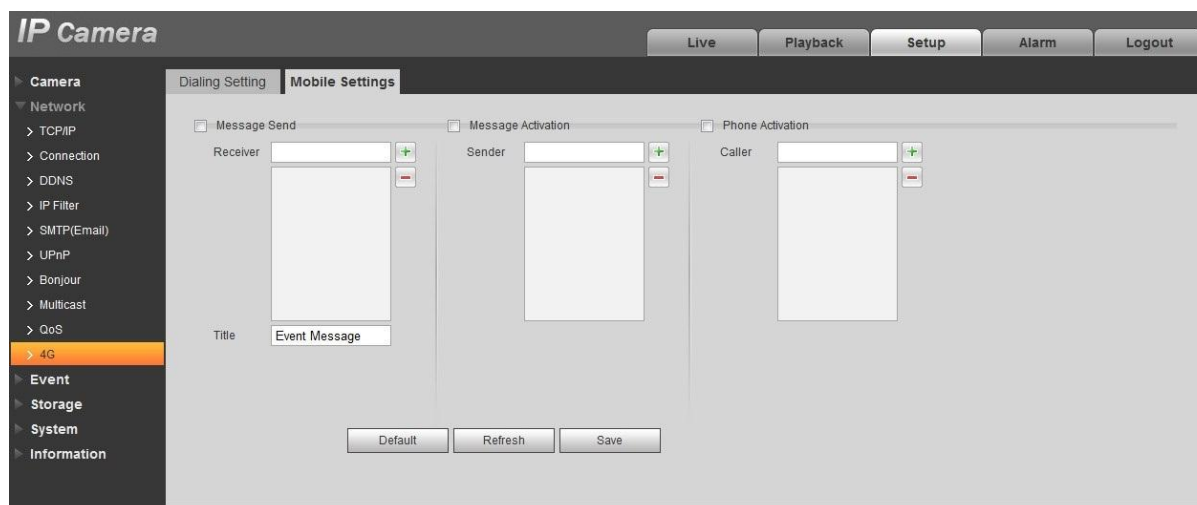 IP Camera
Live Playback Setup Alarm Logout
Camera
Network
TCP/IP
Connection
DDNS
IP Filter
SMTP(Email)
UPnP
Bonjour
Multicast
QoS
4G
Event
Storage
System
Information
Dialing Setting Mobile Settings
Message Send Message Activation Phone Activation
Receiver Sender Caller
Title Event Message
Default Refresh Save